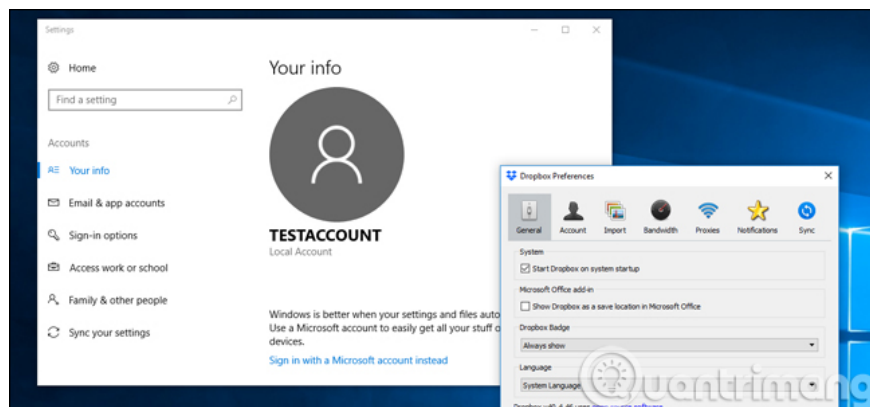 Settings
Home
Find a setting
Accounts
Your info
Email & app accounts
Sign-in options
Access work or school
Family & other people
Sync your settings
Your info
TESTACCOUNT
Local Account
Windows is better when your settings and files auto
Use a Microsoft account to easily get all your stuff o
devices.
Sign in with a Microsoft account instead
Dropbox Preferences
General Account Import Bandwidth Proxies Notifications Sync
System
Start Dropbox on system startup
Microsoft Office add-in
Show Dropbox as a save location in Microsoft Office
Dropbox Badge
Always show
Language
System Language
Quantrimang